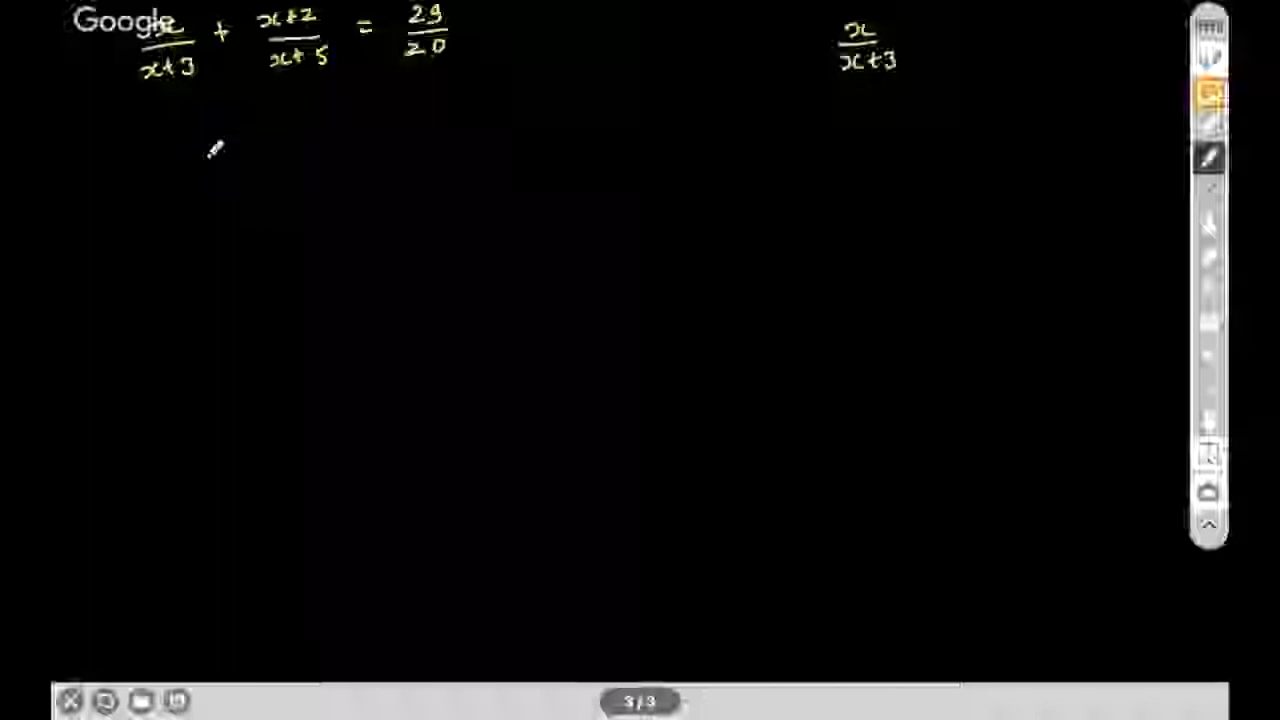 Google
x/(x+3) + (x+2)/(x+5) = 29/20
x/(x+3)
3/3